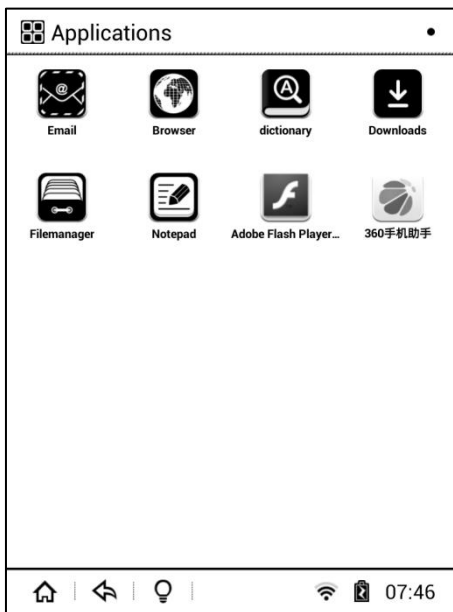 Applications
Email Browser dictionary Downloads
Filemanager Notepad Adobe Flash Player... 360手机助手
07:46